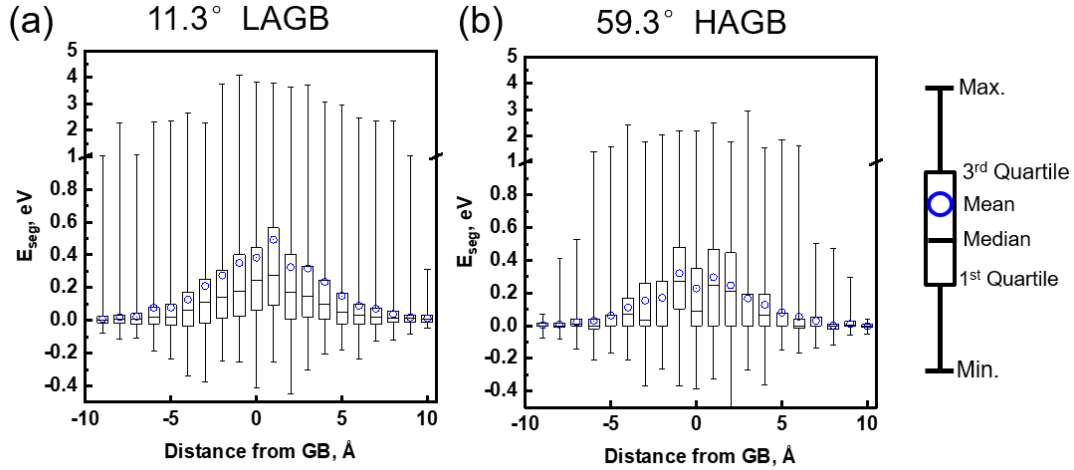 (a) 11.3° LAGB
5
4
3
2
1
0.8
0.6
0.4
0.2
0.0
-0.2
-0.4
E_seg, eV
-10 -5 0 5 10
Distance from GB, Å
(b) 59.3° HAGB
5
4
3
2
1
0.8
0.6
0.4
0.2
0.0
-0.2
-0.4
E_seg, eV
-10 -5 0 5 10
Distance from GB, Å
Max.
3rd Quartile
Mean
Median
1st Quartile
Min.